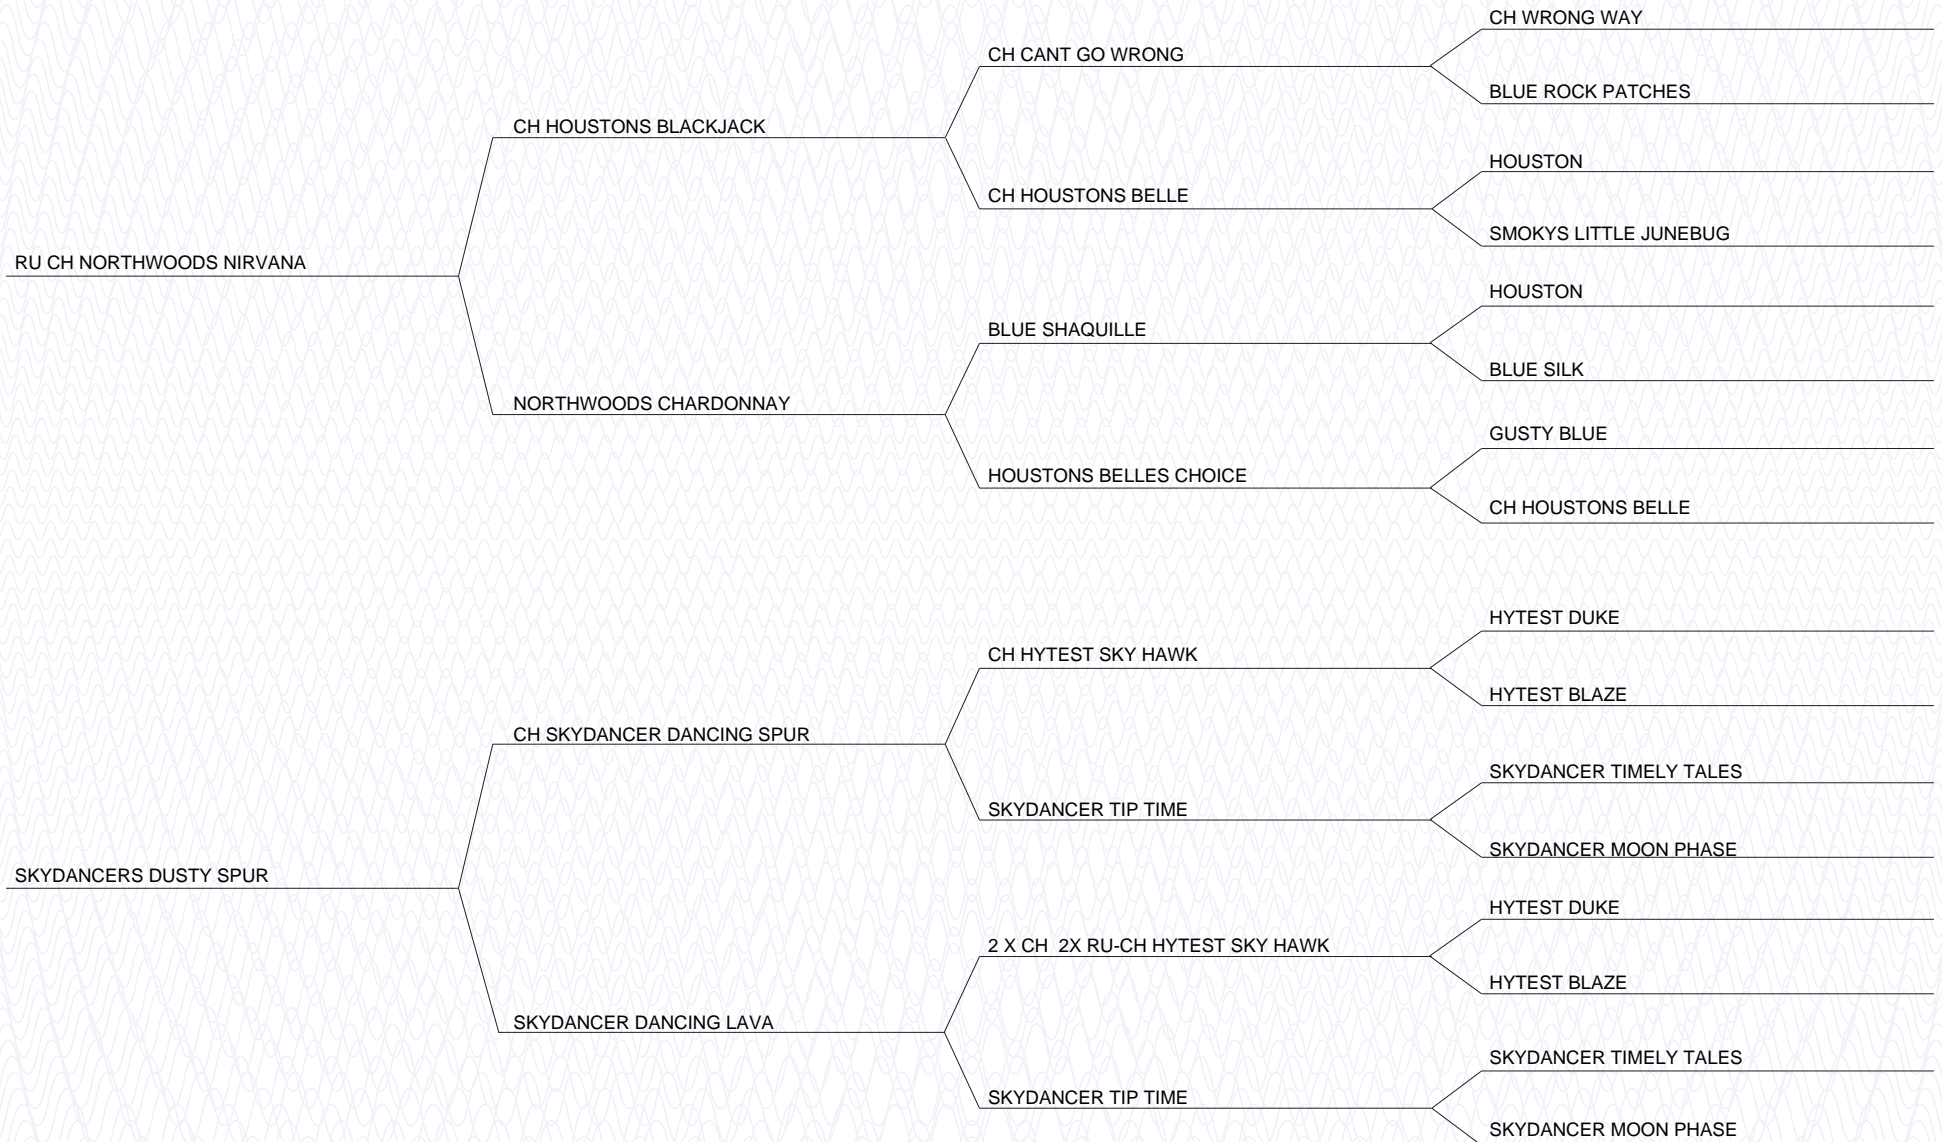 CH WRONG WAY
CH CANT GO WRONG
BLUE ROCK PATCHES
CH HOUSTONS BLACKJACK
HOUSTON
CH HOUSTONS BELLE
SMOKYS LITTLE JUNEBUG
RU CH NORTHWOODS NIRVANA
HOUSTON
BLUE SHAQUILLE
BLUE SILK
NORTHWOODS CHARDONNAY
GUSTY BLUE
HOUSTONS BELLES CHOICE
CH HOUSTONS BELLE
HYTEST DUKE
CH HYTEST SKY HAWK
HYTEST BLAZE
CH SKYDANCER DANCING SPUR
SKYDANCER TIMELY TALES
SKYDANCER TIP TIME
SKYDANCER MOON PHASE
SKYDANCERS DUSTY SPUR
HYTEST DUKE
2 X CH  2X RU-CH HYTEST SKY HAWK
HYTEST BLAZE
SKYDANCER DANCING LAVA
SKYDANCER TIMELY TALES
SKYDANCER TIP TIME
SKYDANCER MOON PHASE